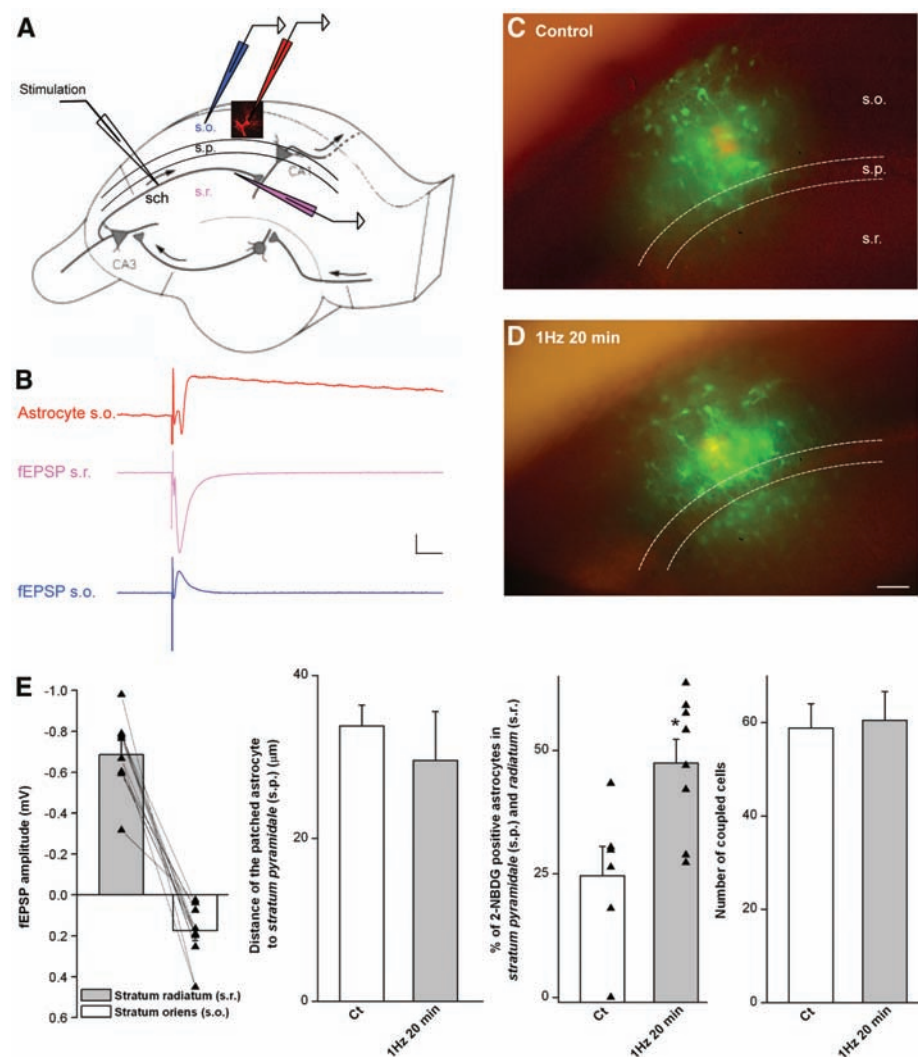 A
Stimulation
s.o.
s.p.
CA1
sch
s.r.
CA3
B
Astrocyte s.o.
fEPSP s.r.
fEPSP s.o.
C Control
s.o.
s.p.
s.r.
D 1Hz 20 min
E
fEPSP amplitude (mV)
-1.0
-0.8
-0.6
-0.4
-0.2
0.0
0.2
0.4
0.6
Stratum radiatum (s.r.)
Stratum oriens (s.o.)
Distance of the patched astrocyte
to stratum pyramidale (s.p.) (μm)
40
20
0
Ct
1Hz 20 min
% of 2-NBDG positive astrocytes in
stratum pyramidale (s.p.) and radiatum (s.r.)
50
25
0
*
Ct
1Hz 20 min
Number of coupled cells
60
40
20
0
Ct
1Hz 20 min